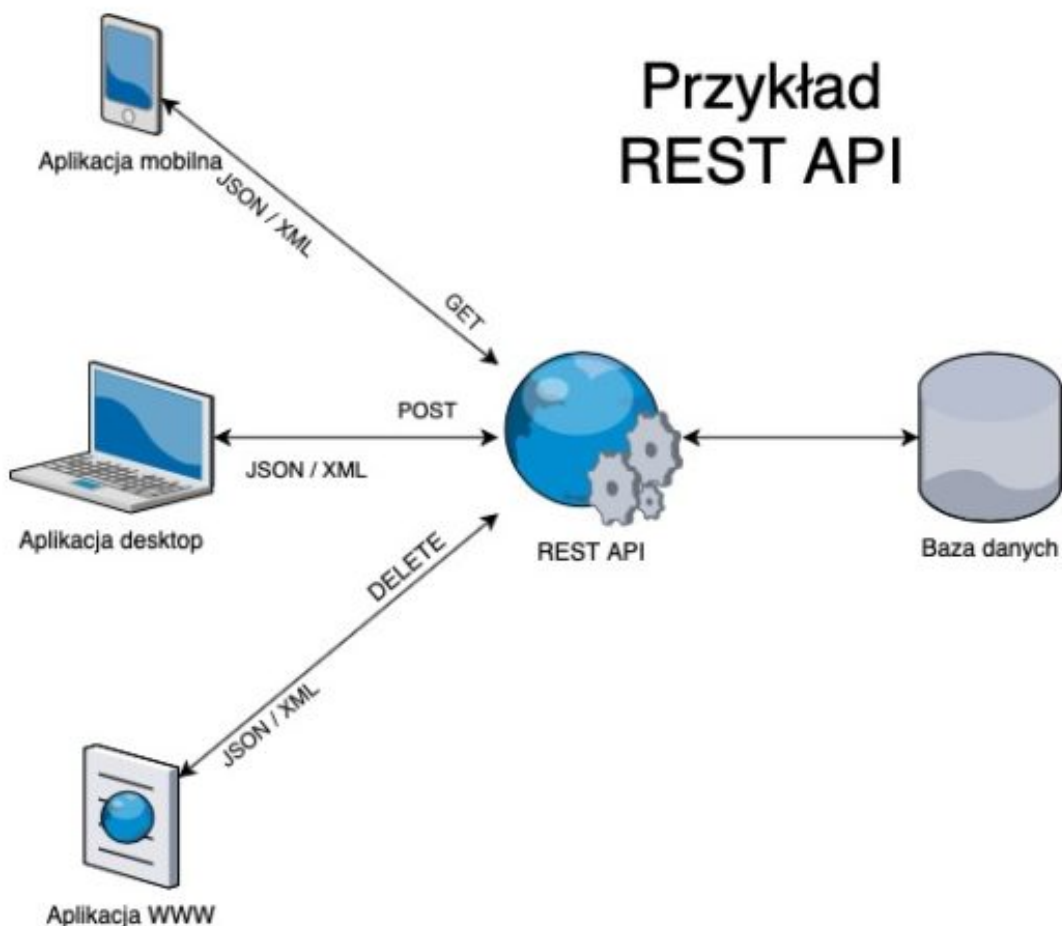 Przykład
REST API
Aplikacja mobilna
JSON / XML
GET
POST
JSON / XML
Aplikacja desktop
REST API
Baza danych
DELETE
JSON / XML
Aplikacja WWW